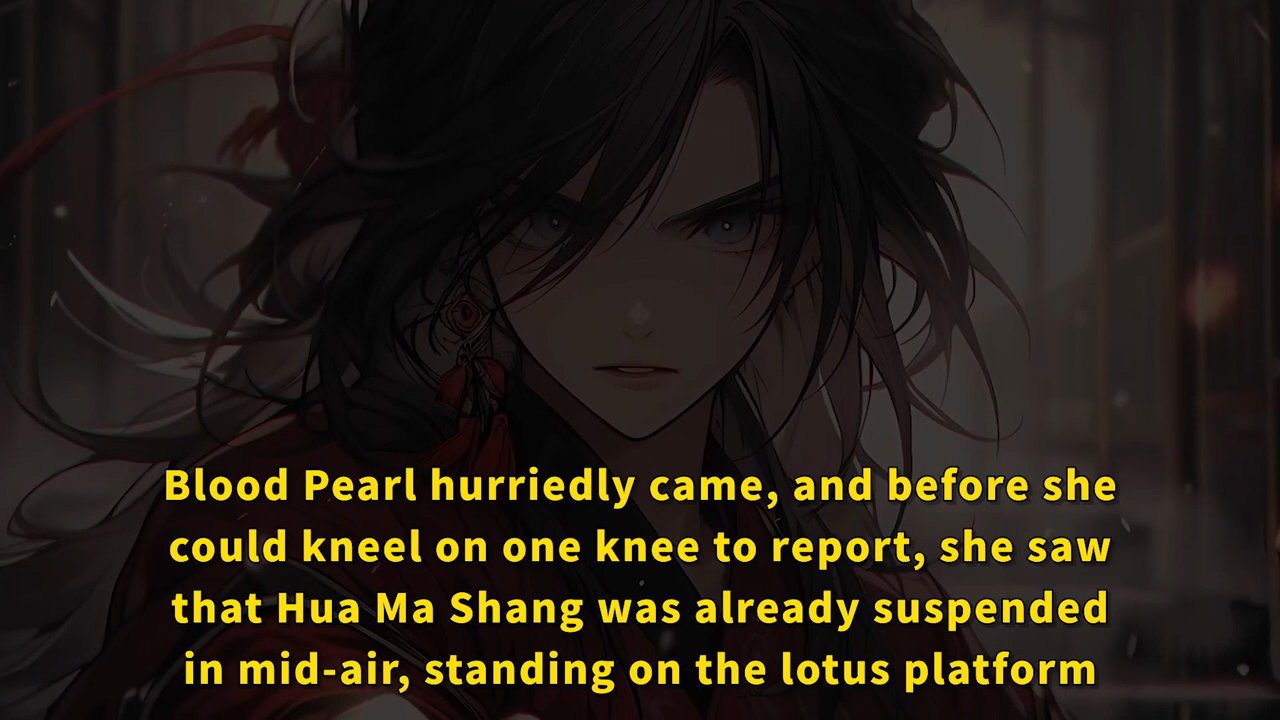 Blood Pearl hurriedly came, and before she
could kneel on one knee to report, she saw
that Hua Ma Shang was already suspended
in mid-air, standing on the lotus platform